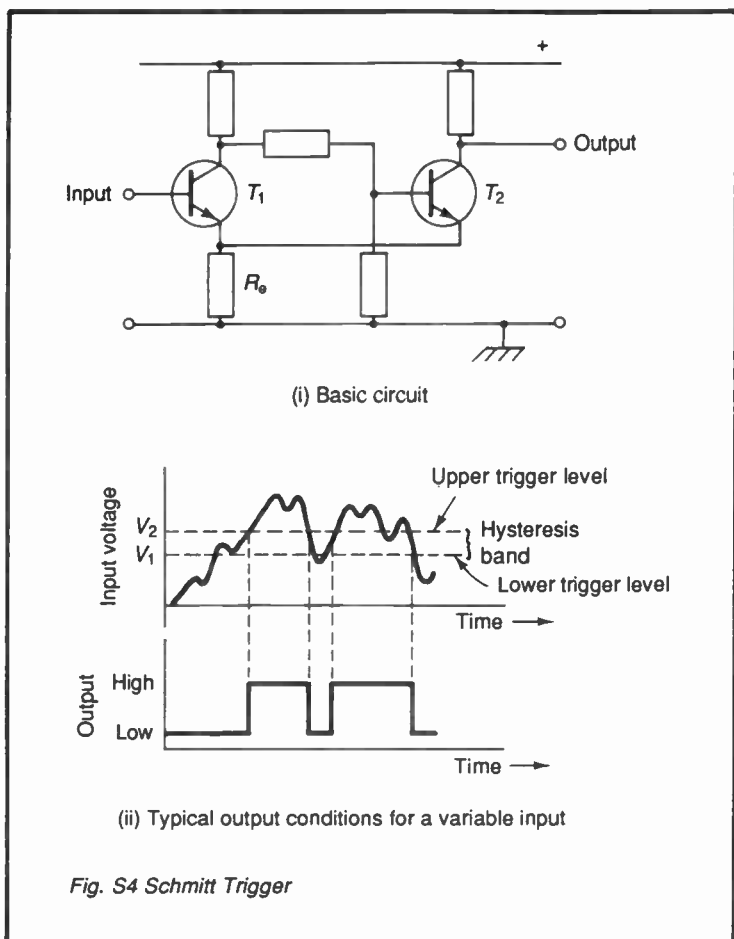 +
Output
Input
T1
T2
Re
(i) Basic circuit
Upper trigger level
Input voltage
V2
Hysteresis
V1
band
Lower trigger level
Time
Output
High
Low
Time
(ii) Typical output conditions for a variable input
Fig. S4 Schmitt Trigger